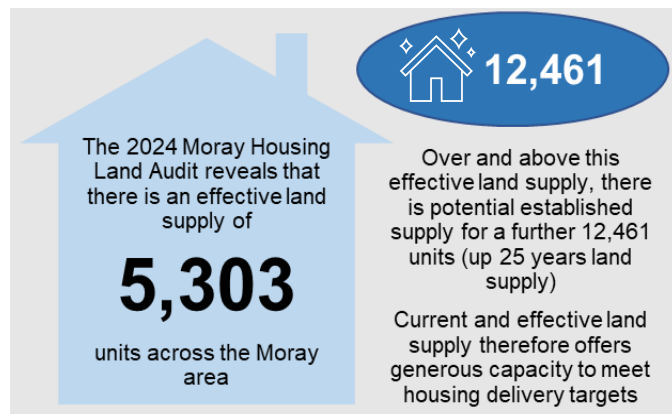 The 2024 Moray Housing
Land Audit reveals that
there is an effective land
supply of
5,303
units across the Moray
area
12,461
Over and above this
effective land supply, there
is potential established
supply for a further 12,461
units (up 25 years land
supply)
Current and effective land
supply therefore offers
generous capacity to meet
housing delivery targets